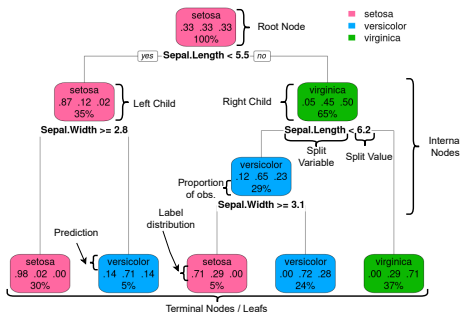 setosa
.33 .33 .33
100%
Root Node
setosa
versicolor
virginica
yes
Sepal.Length < 5.5
no
setosa
.87 .12 .02
35%
Left Child
Right Child
virginica
.05 .45 .50
65%
Sepal.Width >= 2.8
Sepal.Length < 6.2
Split
Variable
Split Value
Interna
Nodes
versicolor
.12 .65 .23
29%
Proportion
of obs.
Sepal.Width >= 3.1
Prediction
Label
distribution
setosa
.98 .02 .00
30%
versicolor
.14 .71 .14
5%
setosa
.71 .29 .00
5%
versicolor
.00 .72 .28
24%
virginica
.00 .29 .71
37%
Terminal Nodes / Leafs